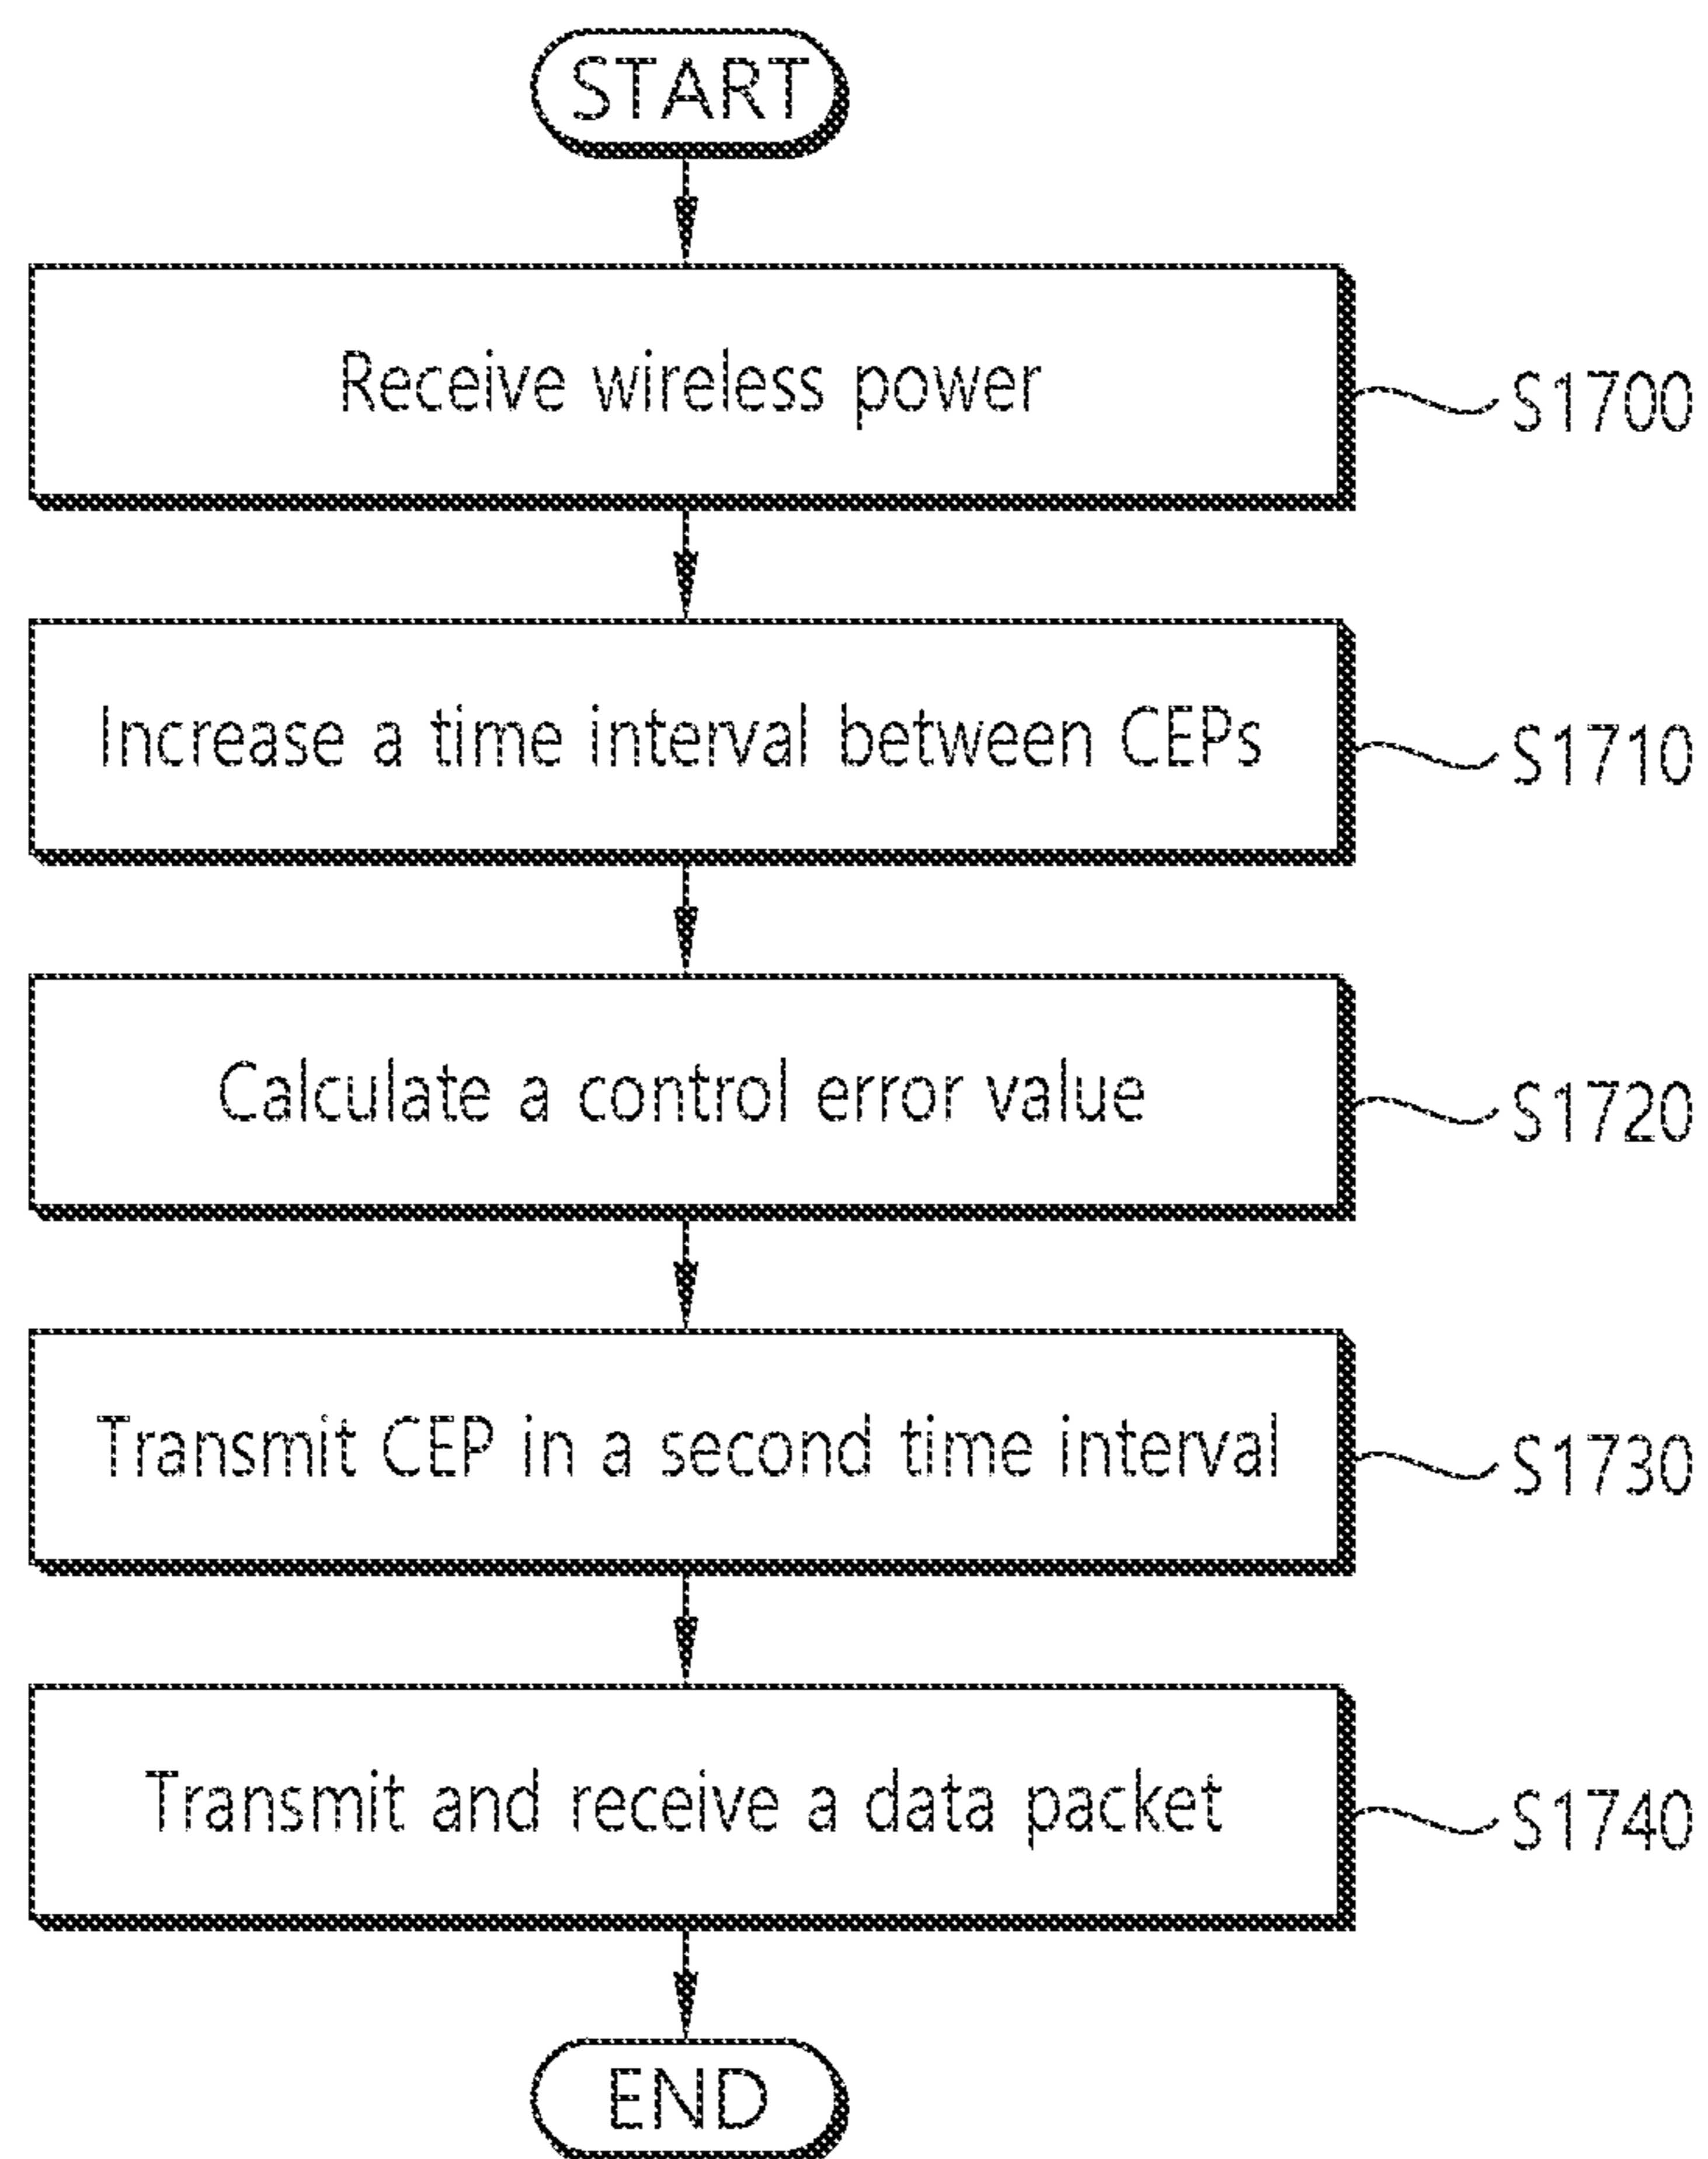 START
Receive wireless power
S1700
Increase a time interval between CEPs
S1710
Calculate a control error value
S1720
Transmit CEP in a second time interval
S1730
Transmit and receive a data packet
S1740
END